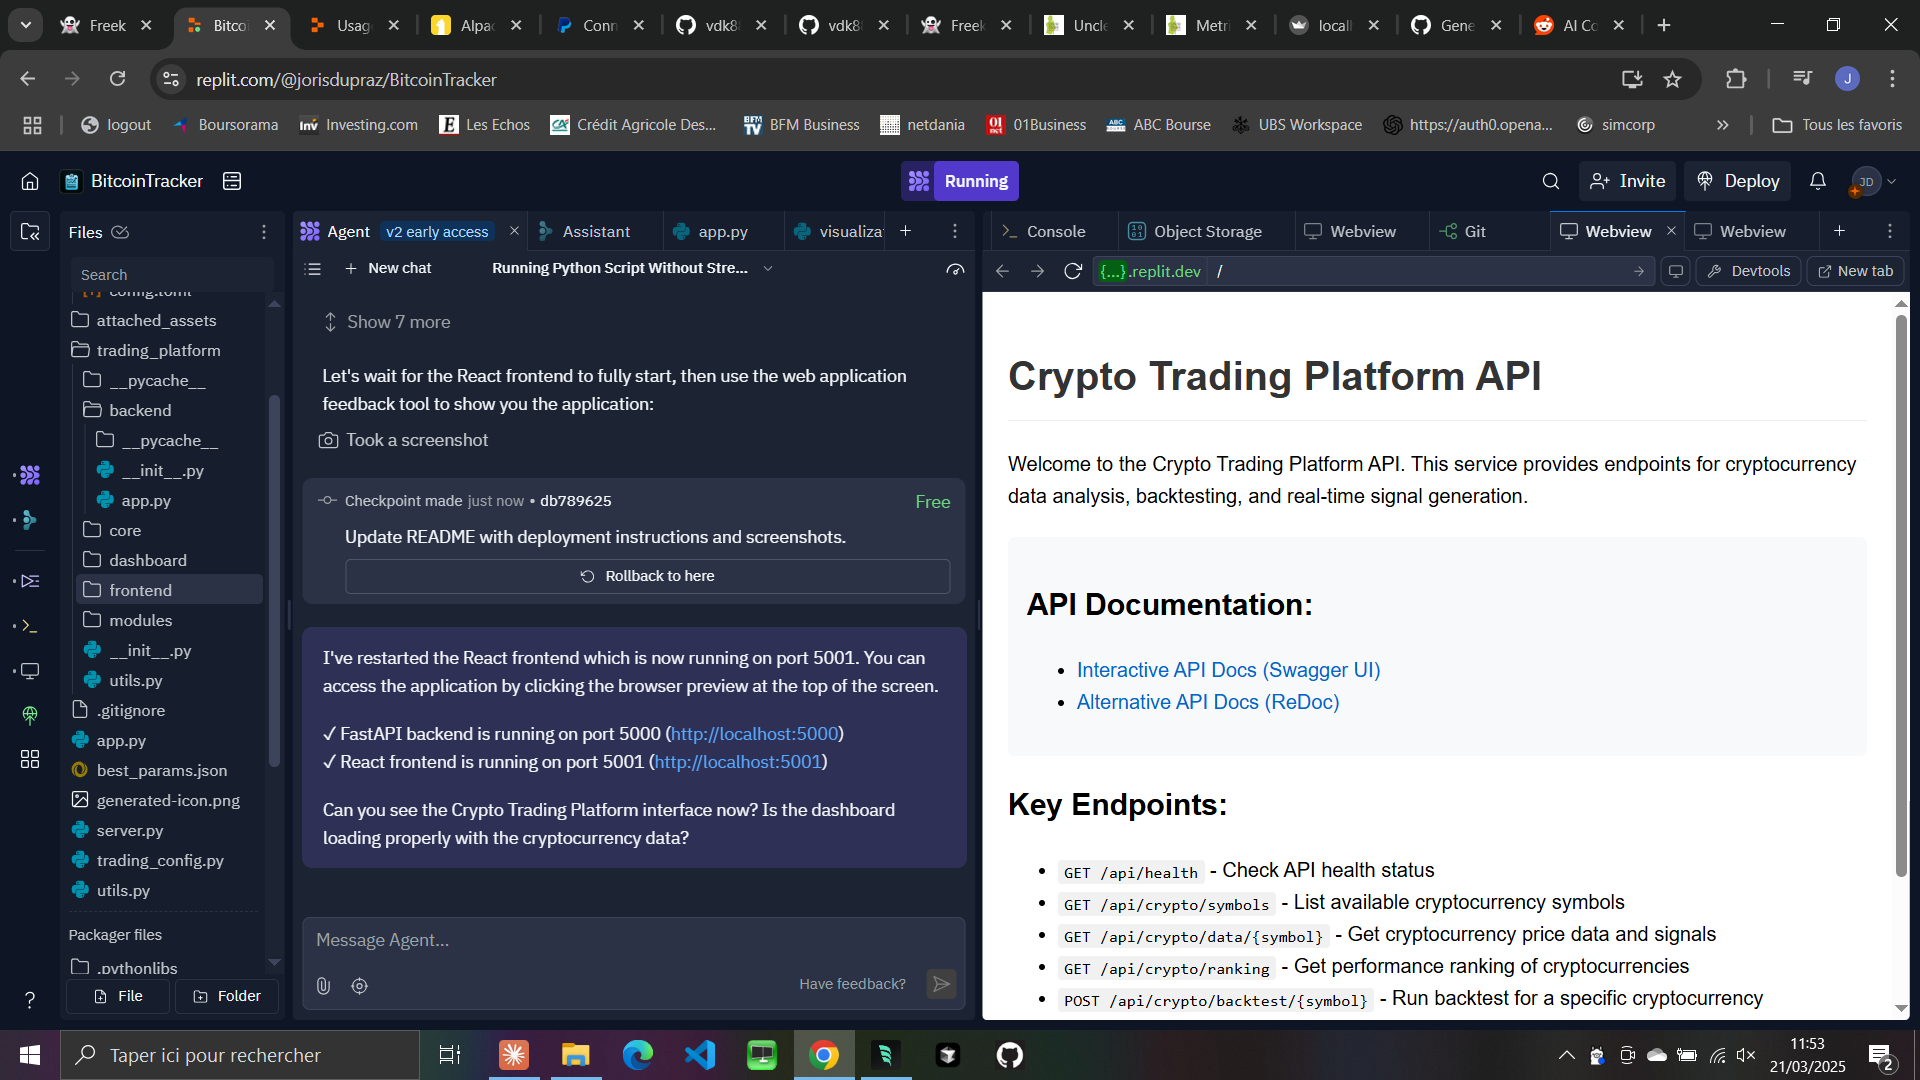 Freek
Bitcoi
Usag
Alpac
Conn
vdk8
vdk8
Freek
Uncle
Metri
locall
Gene
AI Co
replit.com/@jorisdupraz/BitcoinTracker
J
logout
Boursorama
Investing.com
Les Echos
Crédit Agricole Des...
BFM Business
netdania
01Business
ABC Bourse
UBS Workspace
https://auth0.opena...
simcorp
Tous les favoris
BitcoinTracker
Running
Invite
Deploy
JD
Files
Search
config.toml
attached_assets
trading_platform
__pycache__
backend
__pycache__
__init__.py
app.py
core
dashboard
frontend
modules
__init__.py
utils.py
.gitignore
app.py
best_params.json
generated-icon.png
server.py
trading_config.py
utils.py
Packager files
.pythonlibs
File
Folder
Agent v2 early access
Assistant
app.py
visualiza
New chat
Running Python Script Without Stre...
Show 7 more
Let's wait for the React frontend to fully start, then use the web application
feedback tool to show you the application:
Took a screenshot
Checkpoint made just now • db789625
Free
Update README with deployment instructions and screenshots.
Rollback to here
I've restarted the React frontend which is now running on port 5001. You can
access the application by clicking the browser preview at the top of the screen.
✓ FastAPI backend is running on port 5000 (http://localhost:5000)
✓ React frontend is running on port 5001 (http://localhost:5001)
Can you see the Crypto Trading Platform interface now? Is the dashboard
loading properly with the cryptocurrency data?
Message Agent...
Have feedback?
Console
Object Storage
Webview
Git
Webview
Webview
{...}.replit.dev /
Devtools
New tab
Crypto Trading Platform API
Welcome to the Crypto Trading Platform API. This service provides endpoints for cryptocurrency
data analysis, backtesting, and real-time signal generation.
API Documentation:
• Interactive API Docs (Swagger UI)
• Alternative API Docs (ReDoc)
Key Endpoints:
• GET /api/health - Check API health status
• GET /api/crypto/symbols - List available cryptocurrency symbols
• GET /api/crypto/data/{symbol} - Get cryptocurrency price data and signals
• GET /api/crypto/ranking - Get performance ranking of cryptocurrencies
• POST /api/crypto/backtest/{symbol} - Run backtest for a specific cryptocurrency
Taper ici pour rechercher
11:53
21/03/2025
2